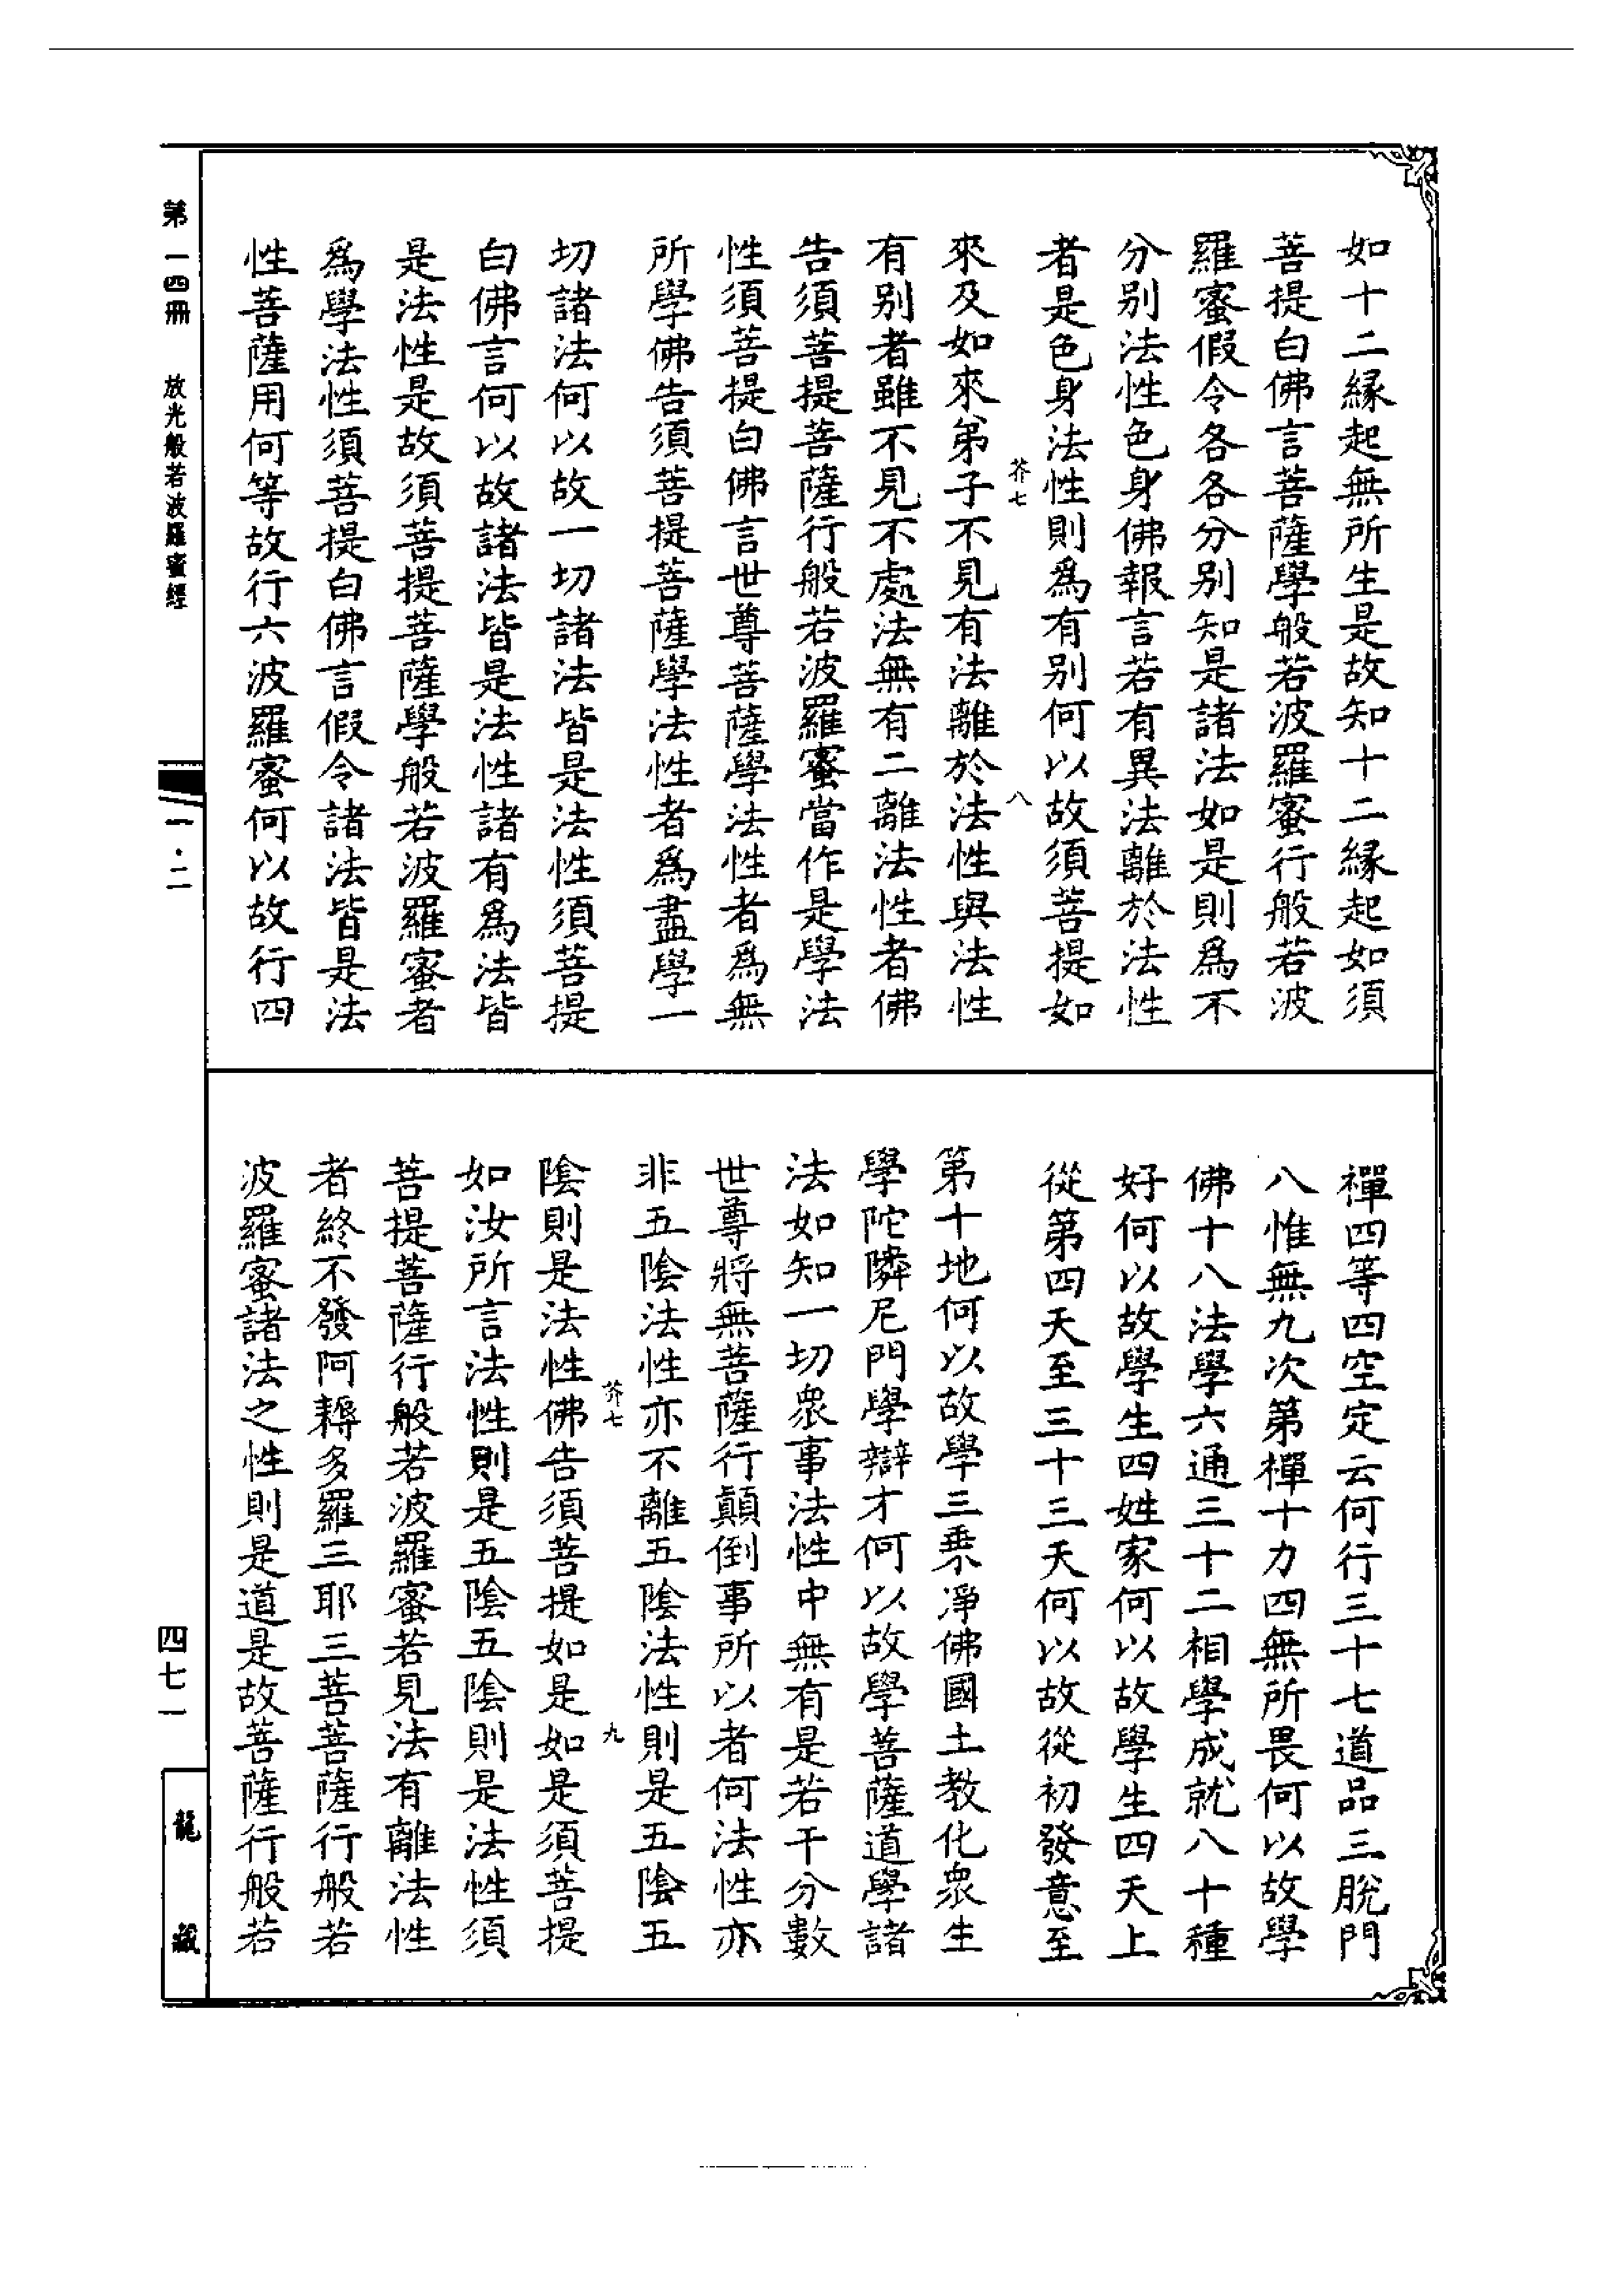 如十二緣起無所生是故知十二緣起如須
菩提白佛言菩薩學般若波羅蜜行般若波
羅蜜假令各各分別知是諸法如是則爲不
分別法性色身佛報言若有異法離於法性
者是色身法性則爲有別何以故須菩提如
芥七
八
來及如來弟子不見有法離於法性與法性
有別者雖不見不處法無有二離法性者佛
告須菩提菩薩行般若波羅蜜當作是學法
性須菩提白佛言世尊菩薩學法性者爲無
所學佛告須菩提菩薩學法性者爲盡學一
切諸法何以故一切諸法皆是法性須菩提
白佛言何以故諸法皆是法性諸有爲法皆
是法性是故須菩提菩薩學般若波羅蜜者
爲學法性須菩提白佛言假令諸法皆是法
性菩薩用何等故行六波羅蜜何以故行四
禪四等四空定云何行三十七道品三脫門
八惟無九次第禪十力四無所畏何以故學
佛十八法學六通三十二相學成就八十種
好何以故學生四姓家何以故學生四天上
從第四天至三十三天何以故從初發意至
第十地何以故學三乘淨佛國土教化衆生
學陀隣尼門學辯才何以故學菩薩道學諸
法如知一切衆事法性中無有是若干分數
世尊將無菩薩行顛倒事所以者何法性亦
非五陰法性亦不離五陰法性則是五陰五
芥七
九
陰則是法性佛告須菩提如是如是須菩提
如汝所言法性則是五陰五陰則是法性須
菩提菩薩行般若波羅蜜若見法有離法性
者終不發阿耨多羅三耶三菩菩薩行般若
波羅蜜諸法之性則是道是故菩薩行般若
第一四冊 放光般若波羅蜜經
一·二
四七一
龍藏